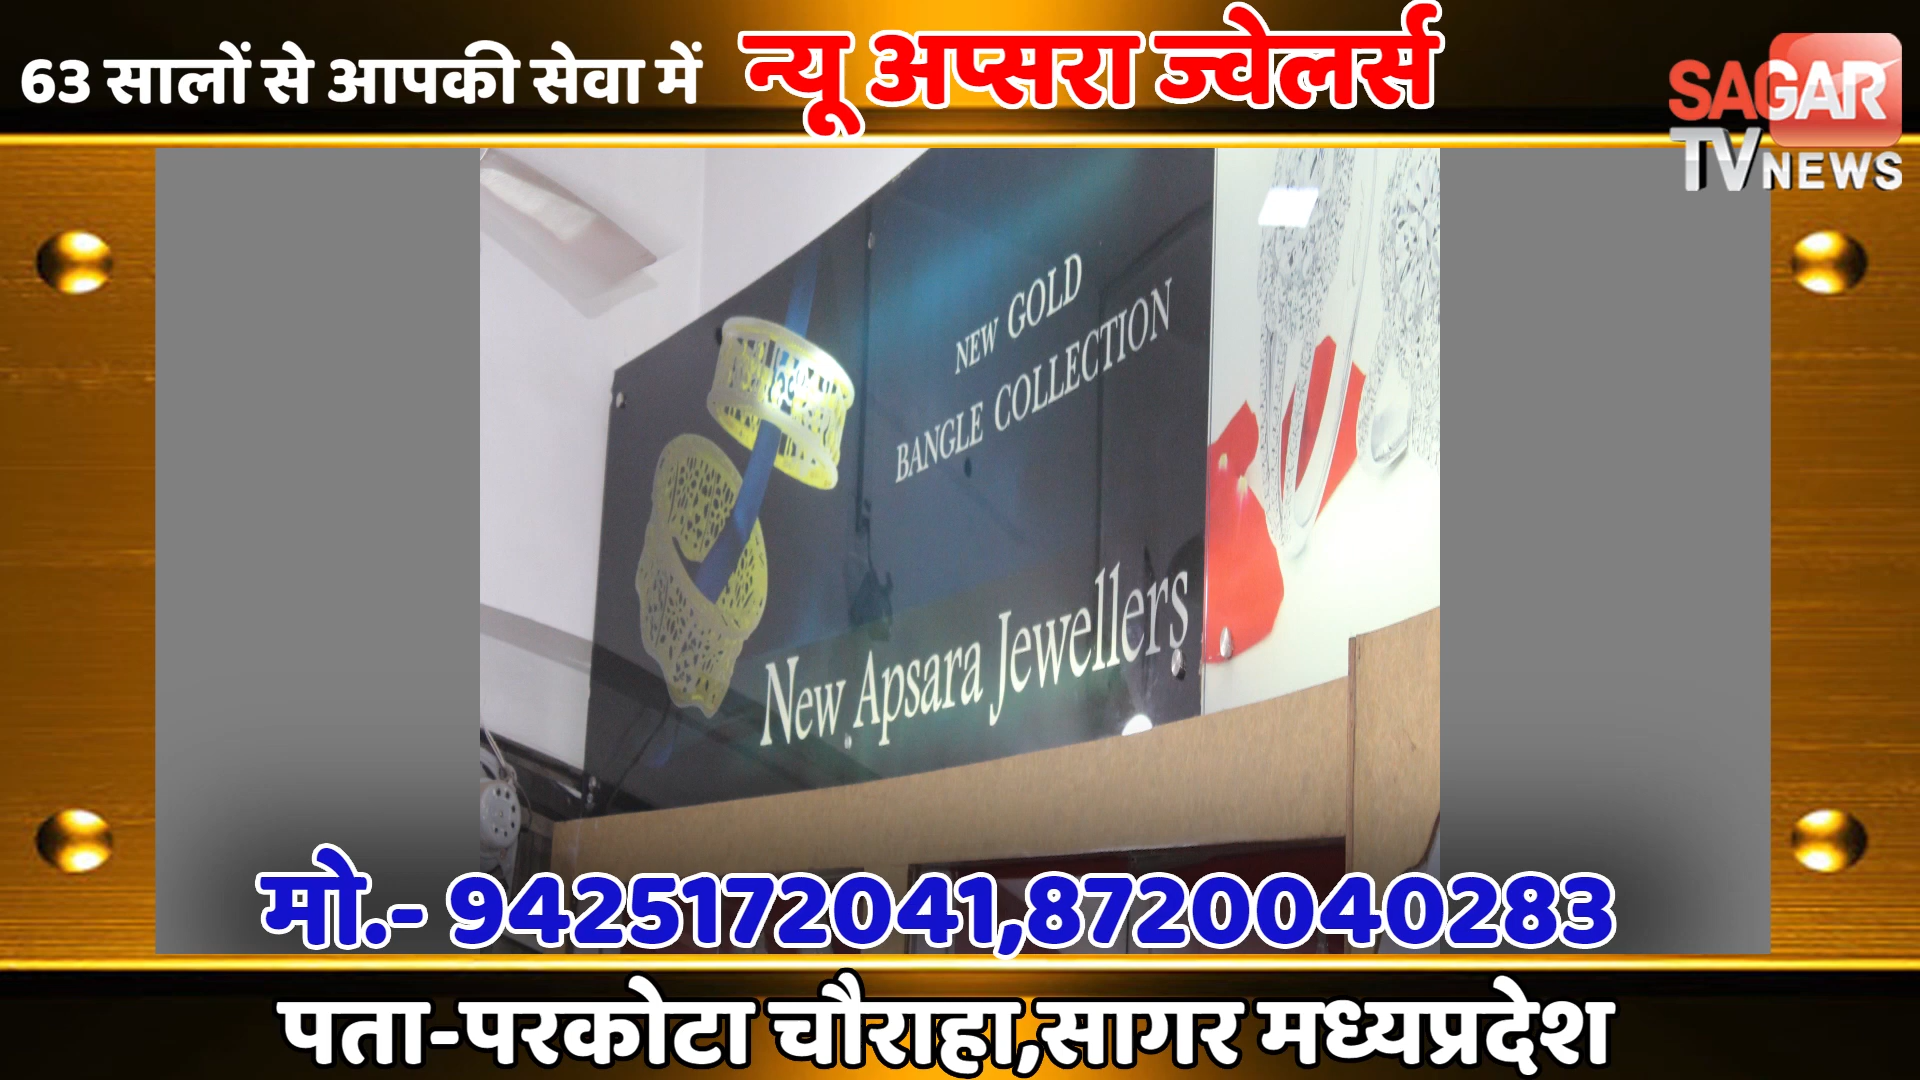 63 सालों से आपकी सेवा में न्यू अप्सरा ज्वेलर्स
SAGAR
TV NEWS
NEW GOLD
BANGLE COLLECTION
New Apsara Jewellers
मो.- 9425172041,8720040283
पता-परकोटा चौराहा,सागर मध्यप्रदेश